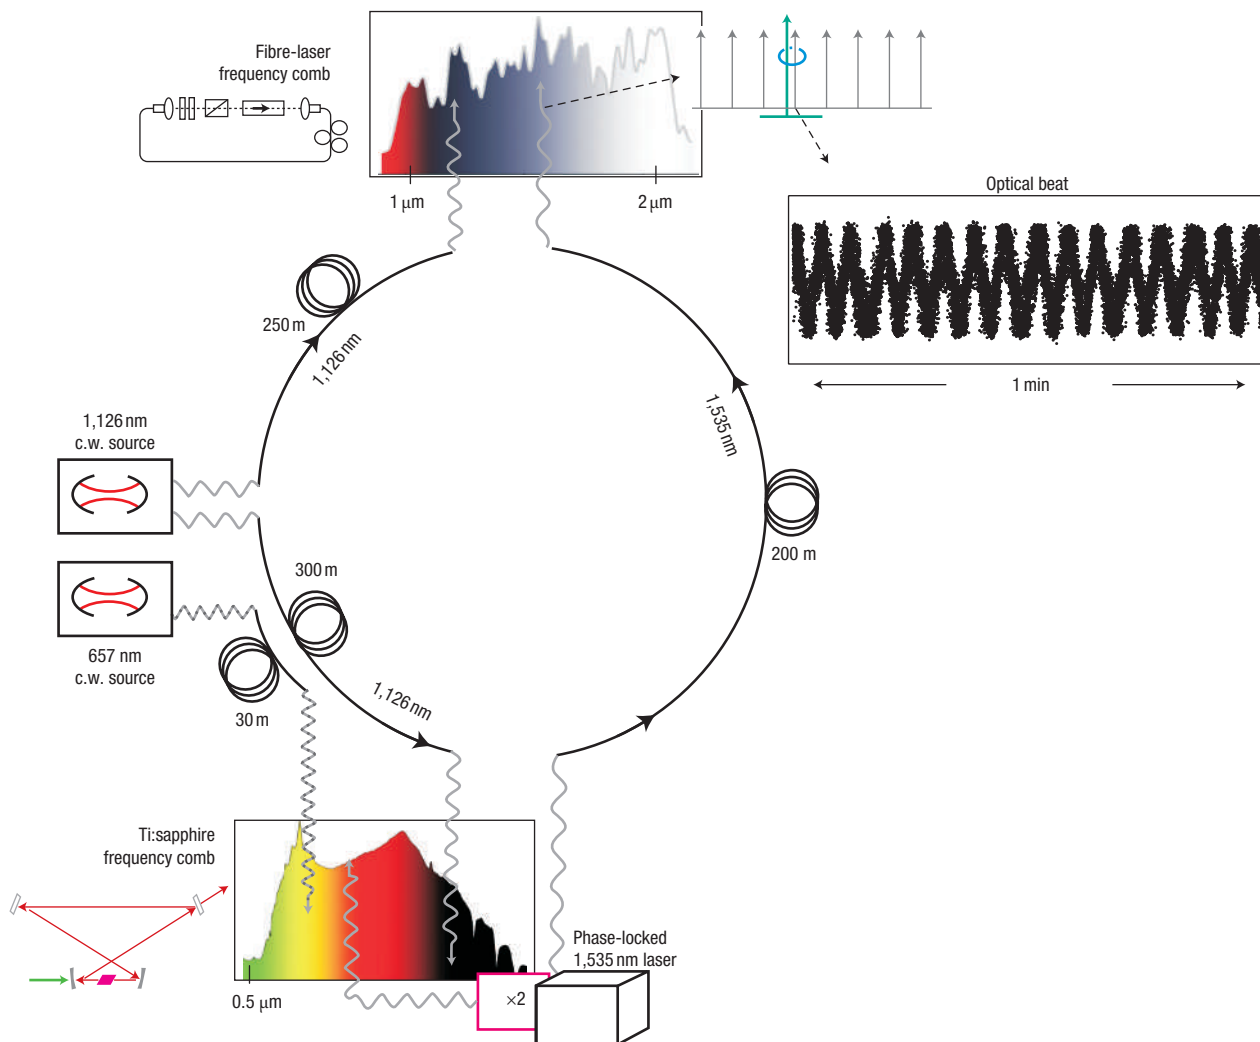 Fibre-laser
frequency comb
1 μm
2 μm
Optical beat
1 min
250 m
1,126 nm
1,535 nm
1,126 nm
c.w. source
200 m
300 m
657 nm
c.w. source
30 m
1,126 nm
Ti:sapphire
frequency comb
Phase-locked
1,535 nm laser
0.5 μm
×2